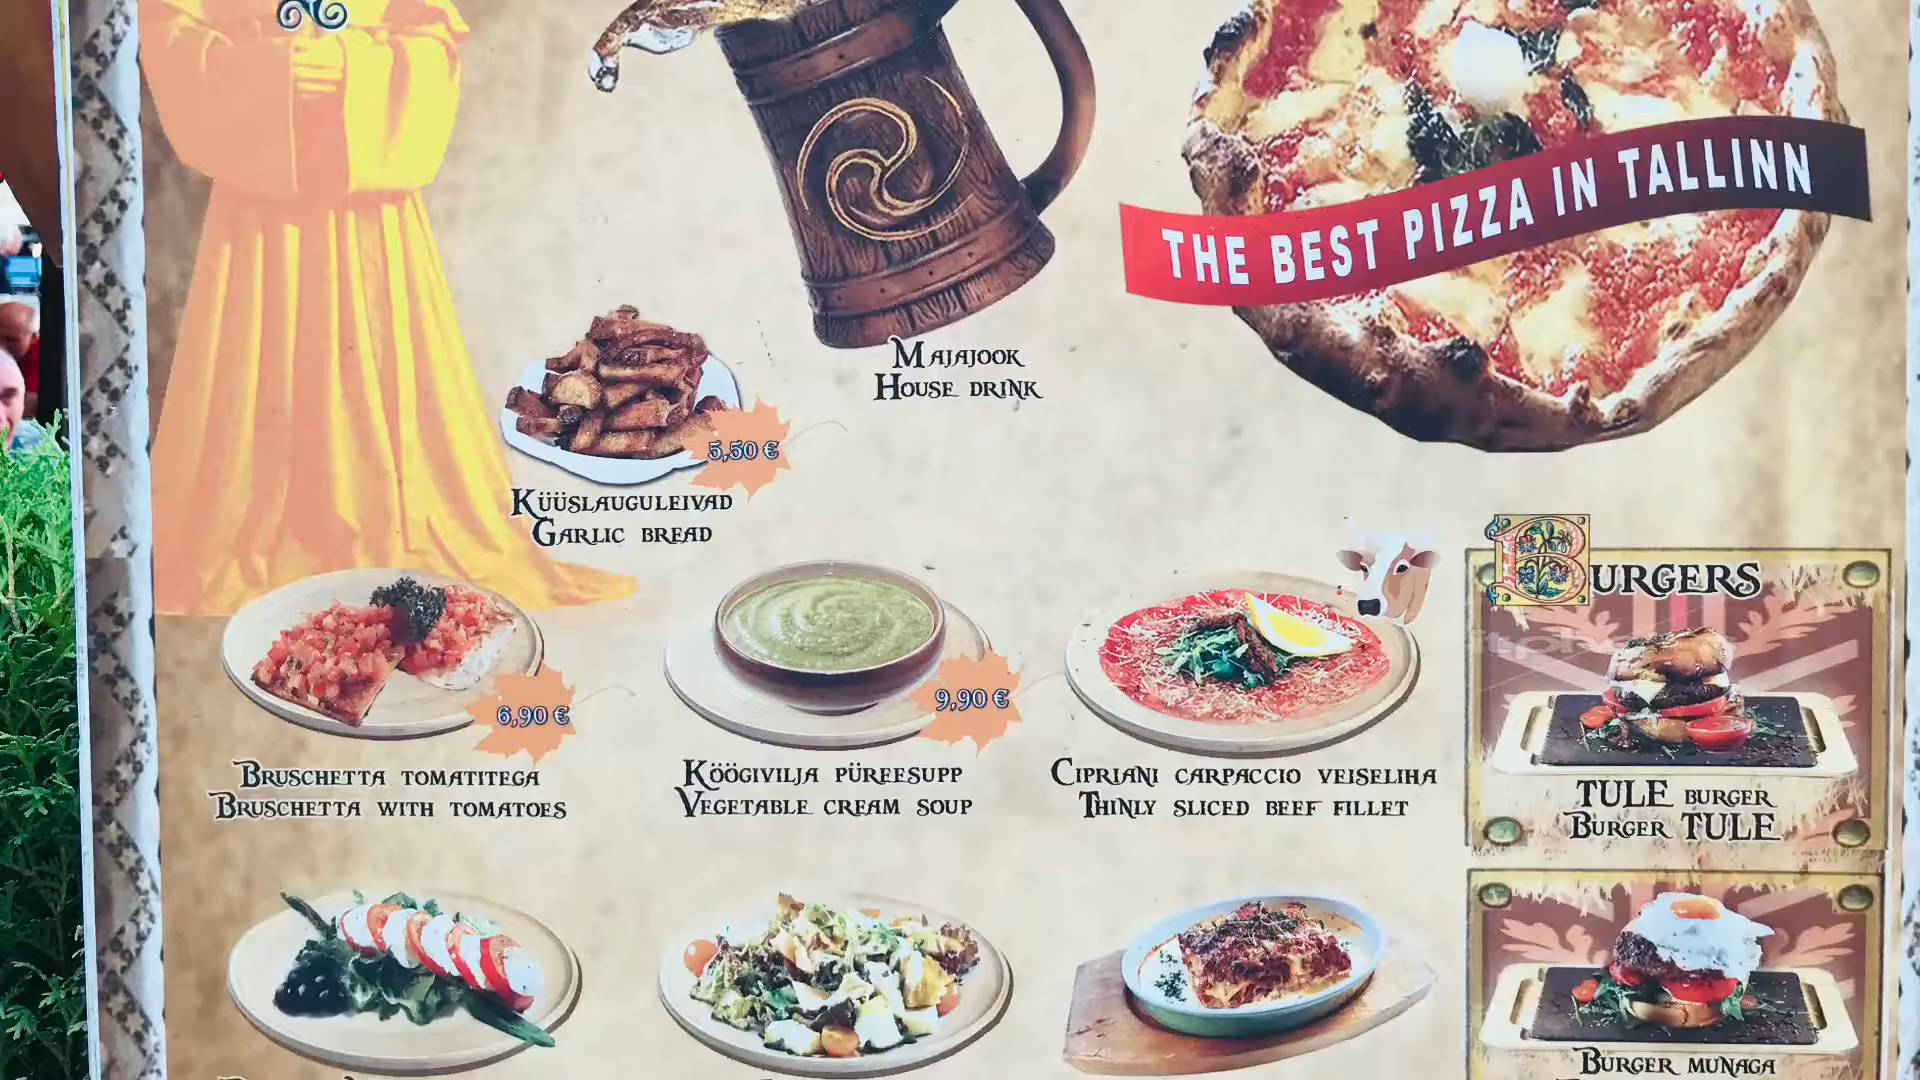 THE BEST PIZZA IN TALLINN
MAJAJOOK
HOUSE DRINK
5,50 €
KÜÜSLAUGULEIVAD
GARLIC BREAD
6,90 €
BRUSCHETTA TOMATITEGA
BRUSCHETTA WITH TOMATOES
9,90 €
KÖÖGIVILJA PÜREESUPP
VEGETABLE CREAM SOUP
CIPRIANI CARPACCIO VEISELIHA
THINLY SLICED BEEF FILLET
BURGERS
TULE BURGER
BURGER TULE
BURGER MUNAGA